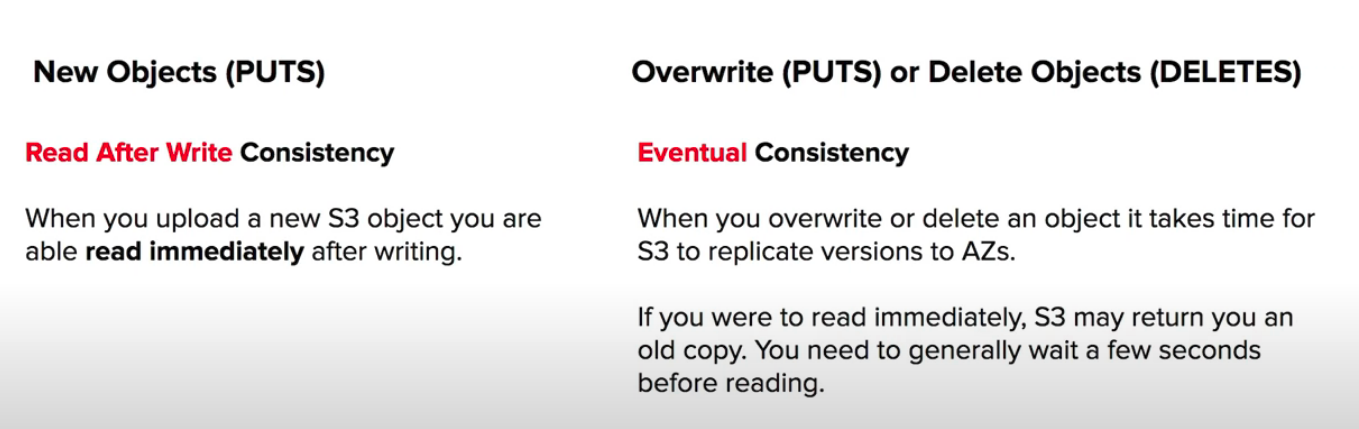 New Objects (PUTS)
Read After Write Consistency
When you upload a new S3 object you are
able read immediately after writing.
Overwrite (PUTS) or Delete Objects (DELETES)
Eventual Consistency
When you overwrite or delete an object it takes time for
S3 to replicate versions to AZs.
If you were to read immediately, S3 may return you an
old copy. You need to generally wait a few seconds
before reading.